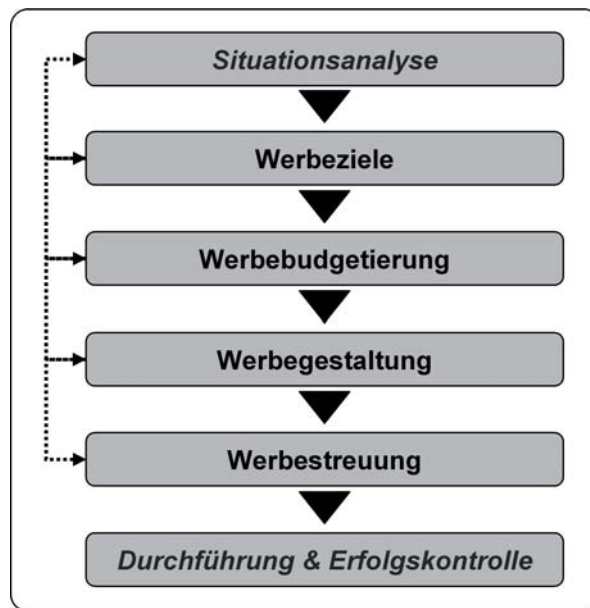 Situationsanalyse
Werbeziele
Werbebudgetierung
Werbegestaltung
Werbestreuung
Durchführung & Erfolgskontrolle